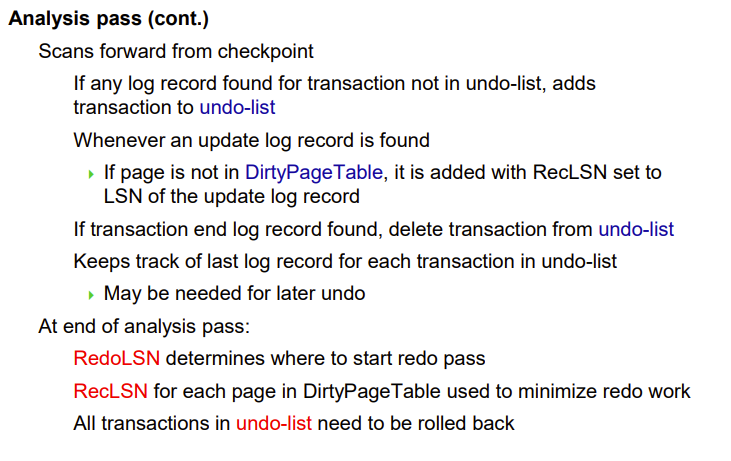 Analysis pass (cont.)
Scans forward from checkpoint
If any log record found for transaction not in undo-list, adds
transaction to undo-list
Whenever an update log record is found
If page is not in DirtyPageTable, it is added with RecLSN set to
LSN of the update log record
If transaction end log record found, delete transaction from undo-list
Keeps track of last log record for each transaction in undo-list
May be needed for later undo
At end of analysis pass:
RedoLSN determines where to start redo pass
RecLSN for each page in DirtyPageTable used to minimize redo work
All transactions in undo-list need to be rolled back